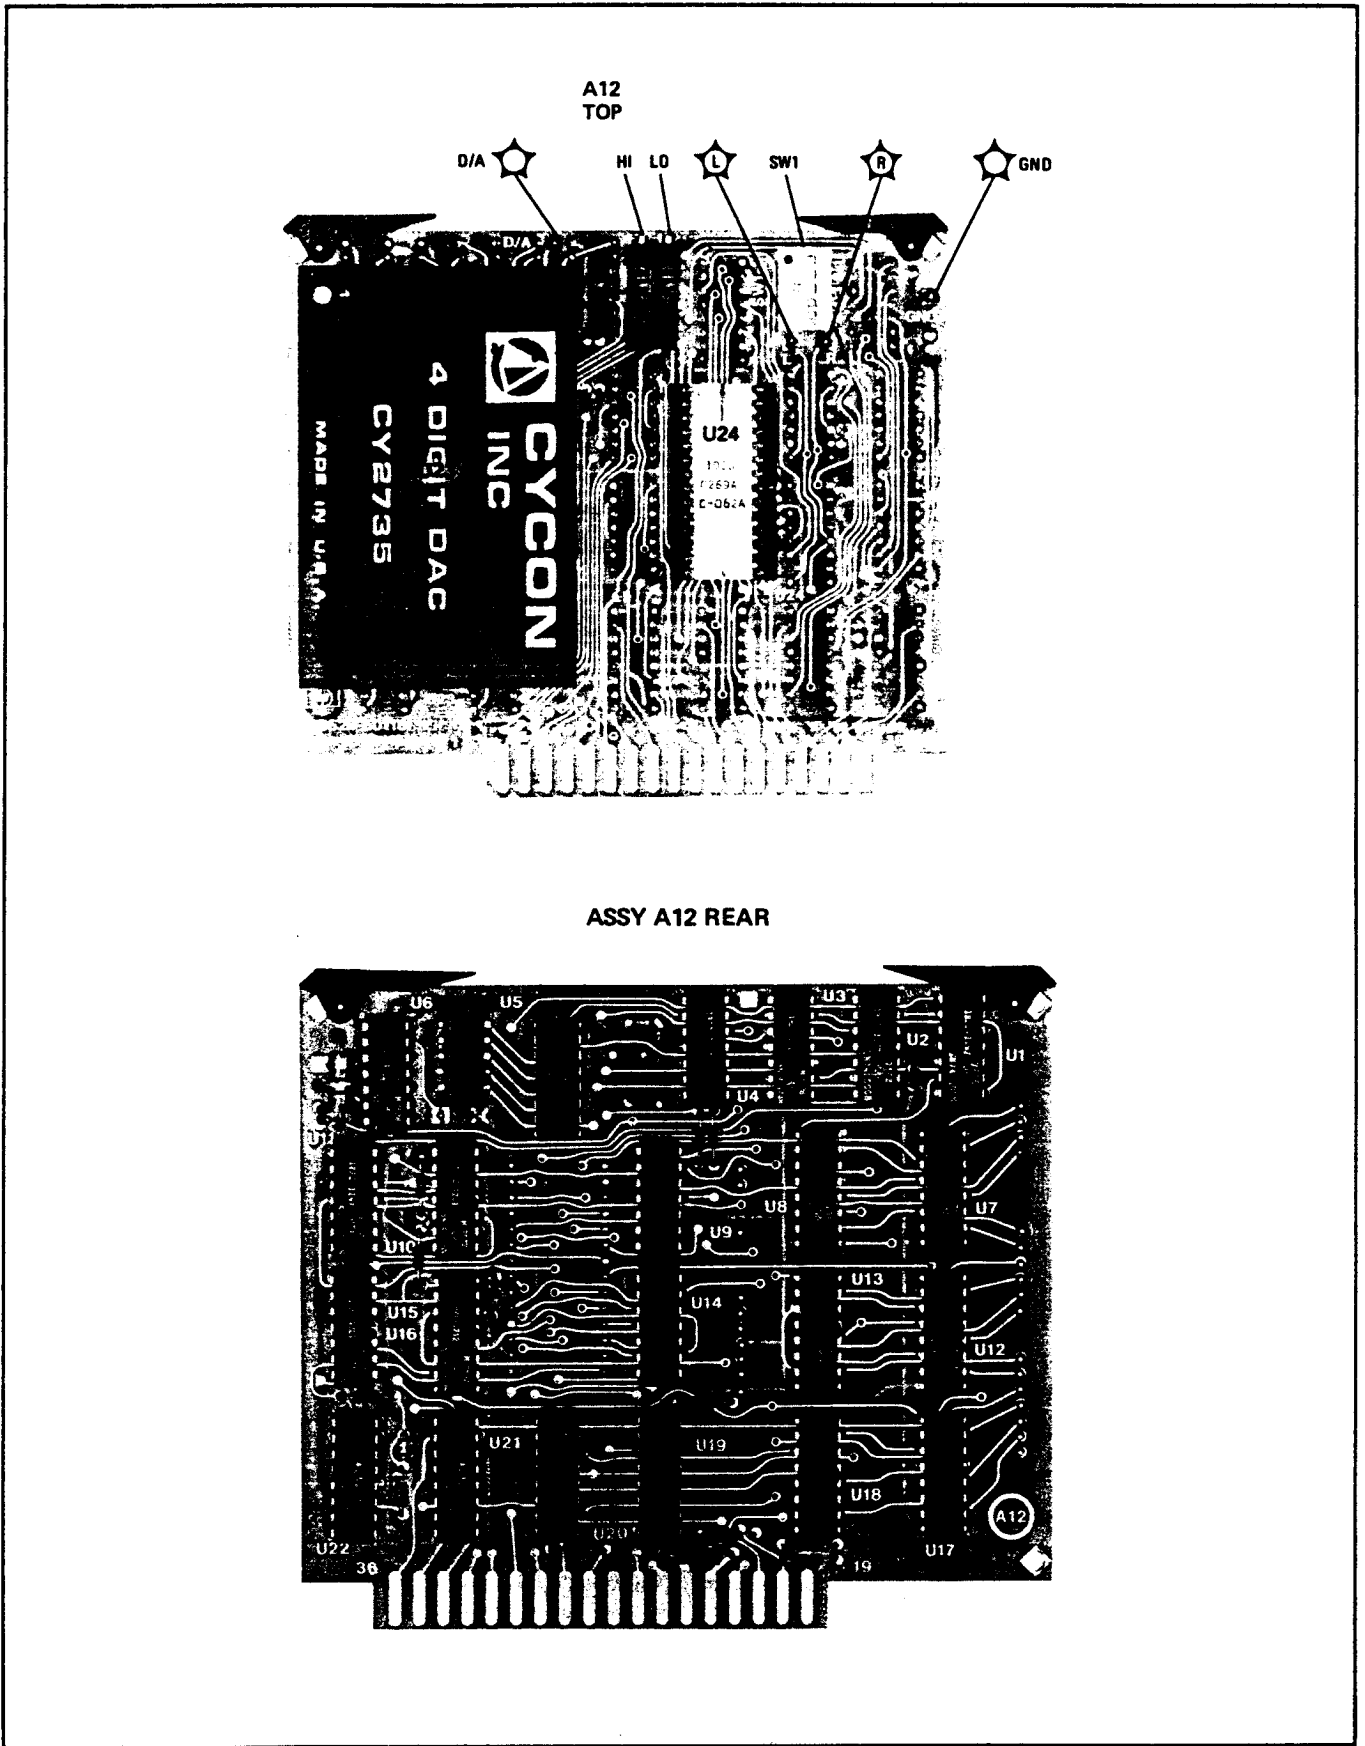 A12
TOP
D/A HI LO L SW1 R GND
D/A
CYCON
INC
4 DIGIT DAC
CY2735
MADE IN U.S.A.
U24
ASSY A12 REAR
U6 U5 U3
U2 U1
U4
U8 U7
U10 U9
U13
U15 U14
U16 U12
U21 U19
U18
A12
U22 U20 U17
36 19